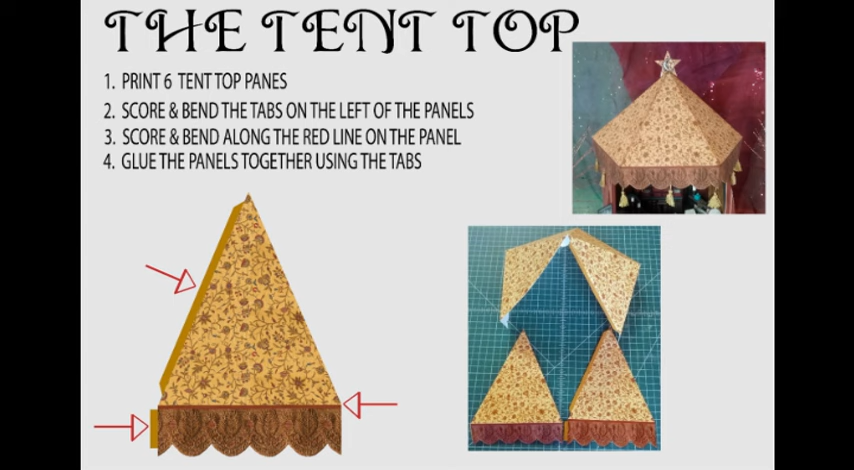 THE TENT TOP
1. PRINT 6 TENT TOP PANES
2. SCORE & BEND THE TABS ON THE LEFT OF THE PANELS
3. SCORE & BEND ALONG THE RED LINE ON THE PANEL
4. GLUE THE PANELS TOGETHER USING THE TABS